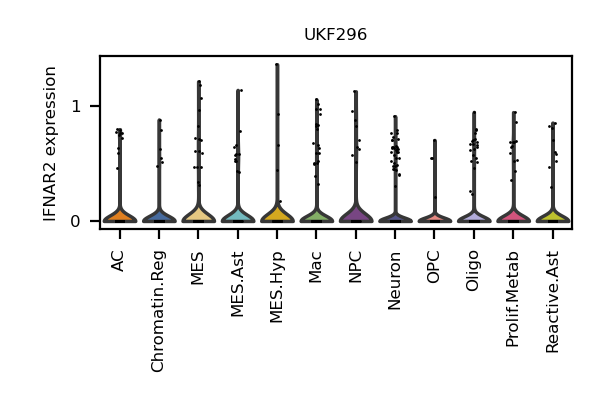 UKF296
IFNAR2 expression
1
0
AC
Chromatin.Reg
MES
MES.Ast
MES.Hyp
Mac
NPC
Neuron
OPC
Oligo
Prolif.Metab
Reactive.Ast